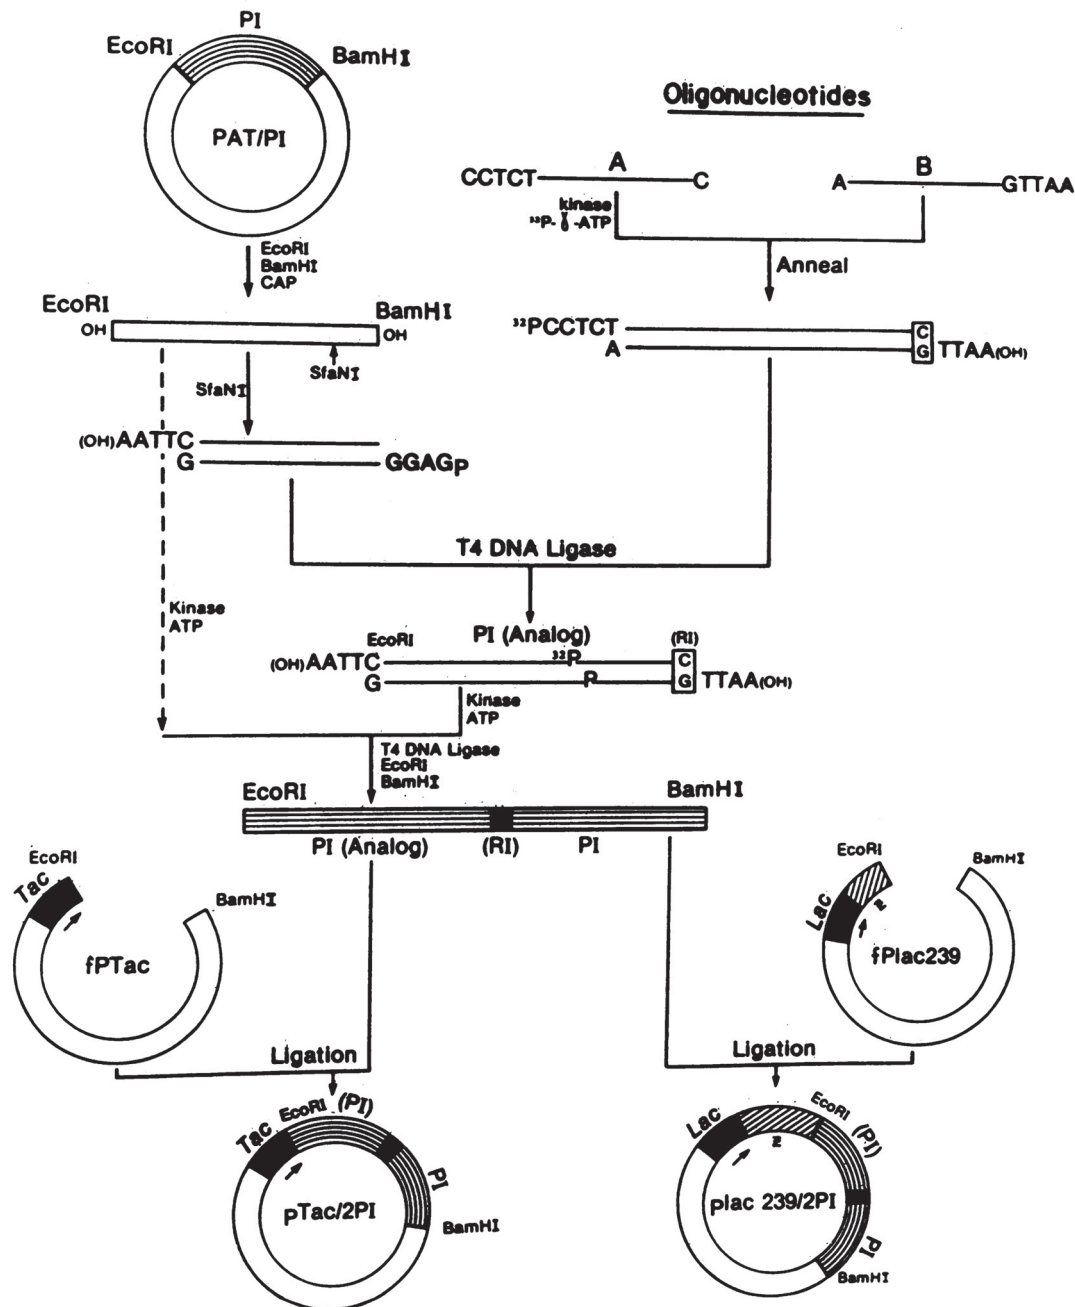 PI
EcoRI
BamHI
PAT/PI
Oligonucleotides
A
CCTCT
C
B
A
GTTAA
kinase
³²P-γ-ATP
Anneal
EcoRI
BamHI
CAP
EcoRI
BamHI
OH
OH
SfaNI
SfaNI
³²PCCTCT
C
A
G
TTAA(OH)
(OH)AATTC
G
GGAGP
T4 DNA Ligase
Kinase
ATP
PI (Analog)
EcoRI
(RI)
(OH)AATTC
³²P
C
G
P
G
TTAA(OH)
Kinase
ATP
T4 DNA Ligase
EcoRI
BamHI
EcoRI
BamHI
PI (Analog)
(RI)
PI
EcoRI
Tac
BamHI
fPTac
EcoRI
BamHI
Lac
z
fPlac239
Ligation
Ligation
Tac
EcoRI
(PI)
PI
pTac/2PI
BamHI
Lac
EcoRI
(PI)
z
plac 239/2PI
PI
BamHI